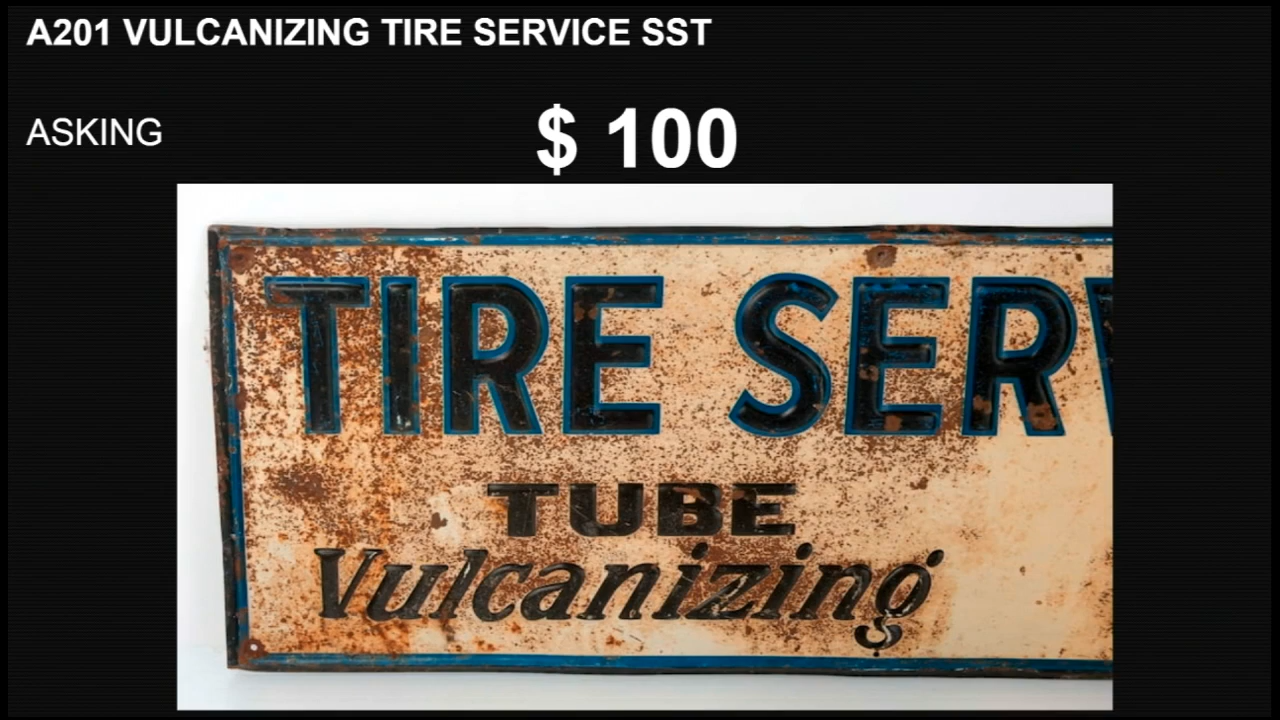 A201 VULCANIZING TIRE SERVICE SST
ASKING
$ 100
TIRE SERV
TUBE
Vulcanizing